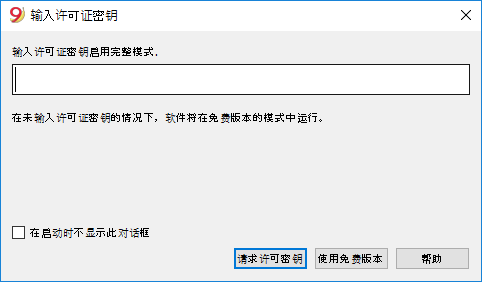 输入许可证密钥
输入许可证密钥启用完整模式.
在未输入许可证密钥的情况下，软件将在免费版本的模式中运行。
在启动时不显示此对话框
请求许可密钥 使用免费版本 帮助